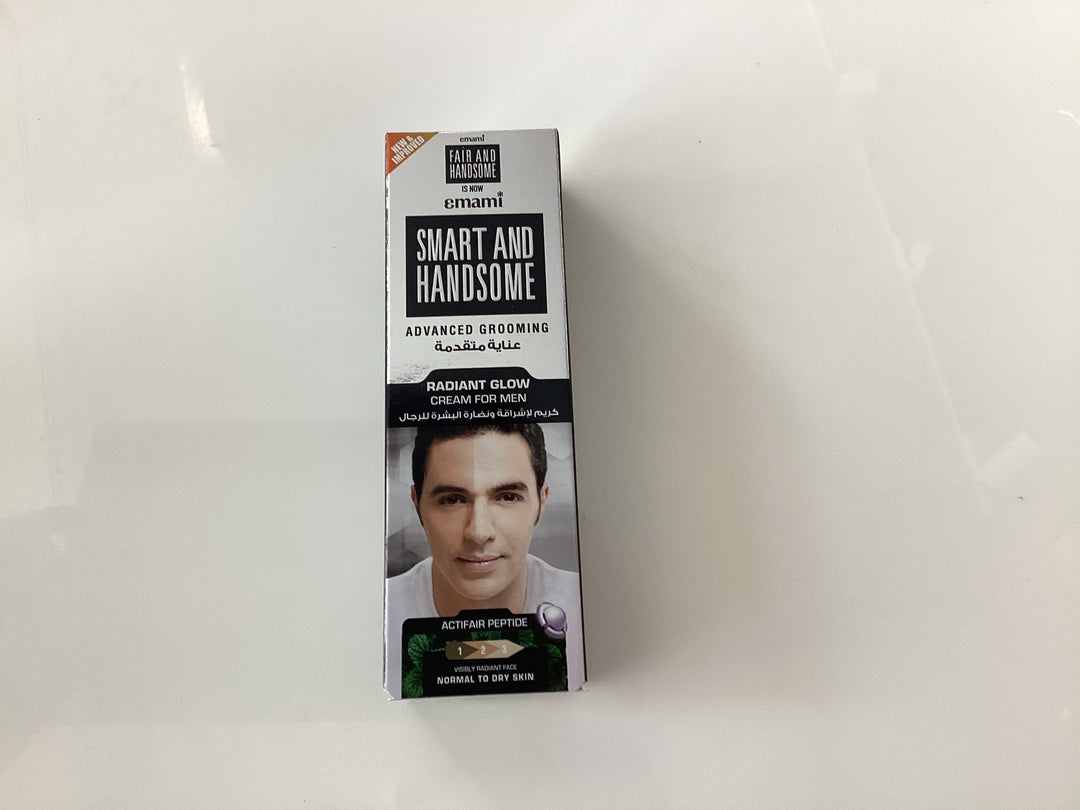 NEW &
IMPROVED
emami
FAIR AND
HANDSOME
IS NOW
emami
SMART AND
HANDSOME
ADVANCED GROOMING
عناية متقدمة
RADIANT GLOW
CREAM FOR MEN
كريم لإشراقة ونضارة البشرة للرجال
ACTIFAIR PEPTIDE
1 2 3
VISIBLY RADIANT FACE
NORMAL TO DRY SKIN